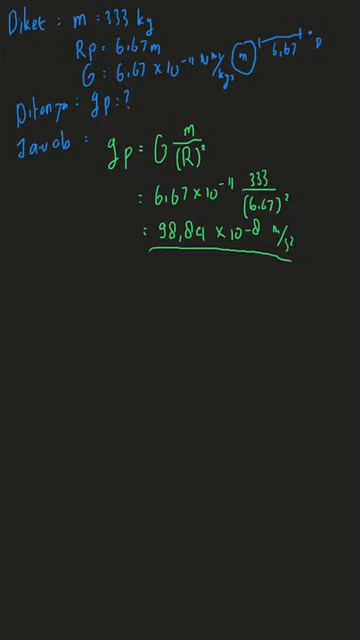 Diket : m = 333 kg
Rp = 6.67 m
G : 6,67 × 10⁻¹¹ N m²/kg²
m 6,67 P
Ditanya : gp : ?
Jawab :
gp = G m/(R)²
= 6.67 × 10⁻¹¹ 333/(6.67)²
= 98,84 × 10⁻⁸ m/s²